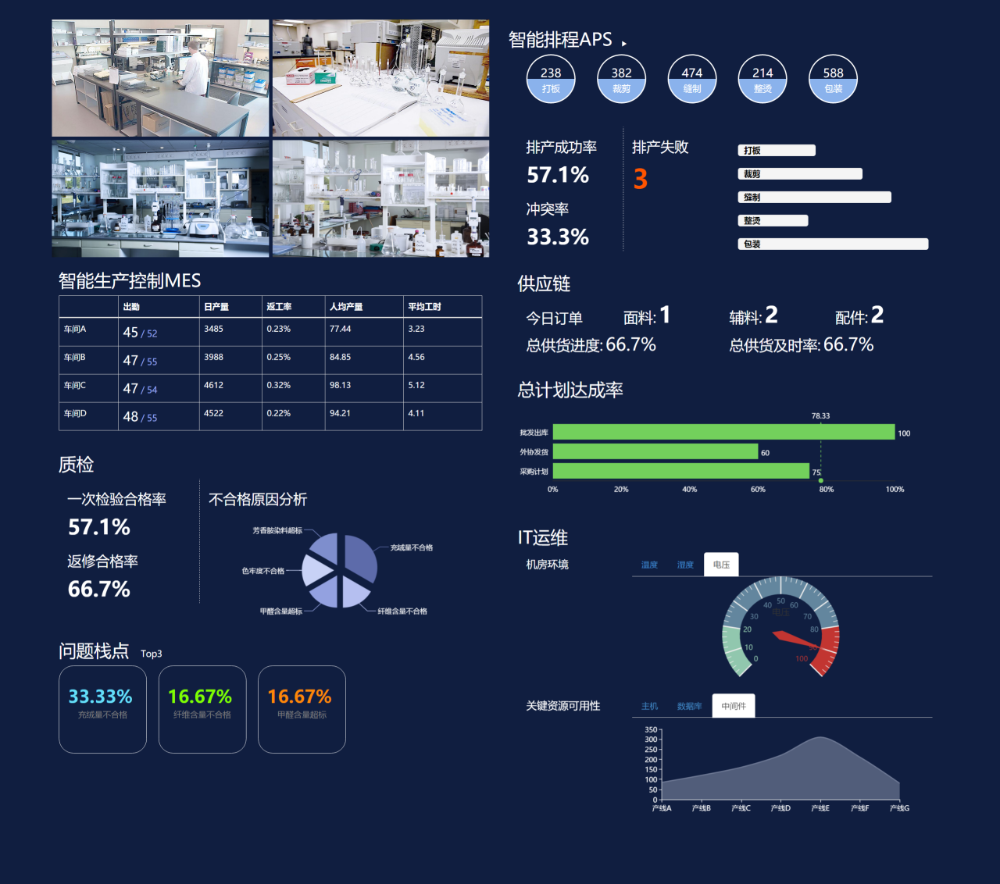 智能排程APS ▸
238 打板
382 裁剪
474 缝制
214 整烫
588 包装
排产成功率
57.1%
冲突率
33.3%
排产失败
3
打板
裁剪
缝制
整烫
包装
智能生产控制MES
出勤 日产量 返工率 人均产量 平均工时
车间A 45 / 52 3485 0.23% 77.44 3.23
车间B 47 / 55 3988 0.25% 84.85 4.56
车间C 47 / 54 4612 0.32% 98.13 5.12
车间D 48 / 55 4522 0.22% 94.21 4.11
供应链
今日订单 面料: 1 辅料: 2 配件: 2
总供货进度: 66.7% 总供货及时率: 66.7%
总计划达成率
78.33
批发出库 100
外协发货 60
采购计划 75
0% 20% 40% 60% 80% 100%
质检
一次检验合格率
57.1%
返修合格率
66.7%
不合格原因分析
芳香胺染料超标
充绒量不合格
色牢度不合格
甲醛含量超标
纤维含量不合格
问题栈点 Top3
33.33%
充绒量不合格
16.67%
纤维含量不合格
16.67%
甲醛含量超标
IT运维
机房环境 温度 湿度 电压
0 10 20 30 40 50 60 70 80 90 100
电压
关键资源可用性 主机 数据库 中间件
350
300
250
200
150
100
50
0
产线A 产线B 产线C 产线D 产线E 产线F 产线G